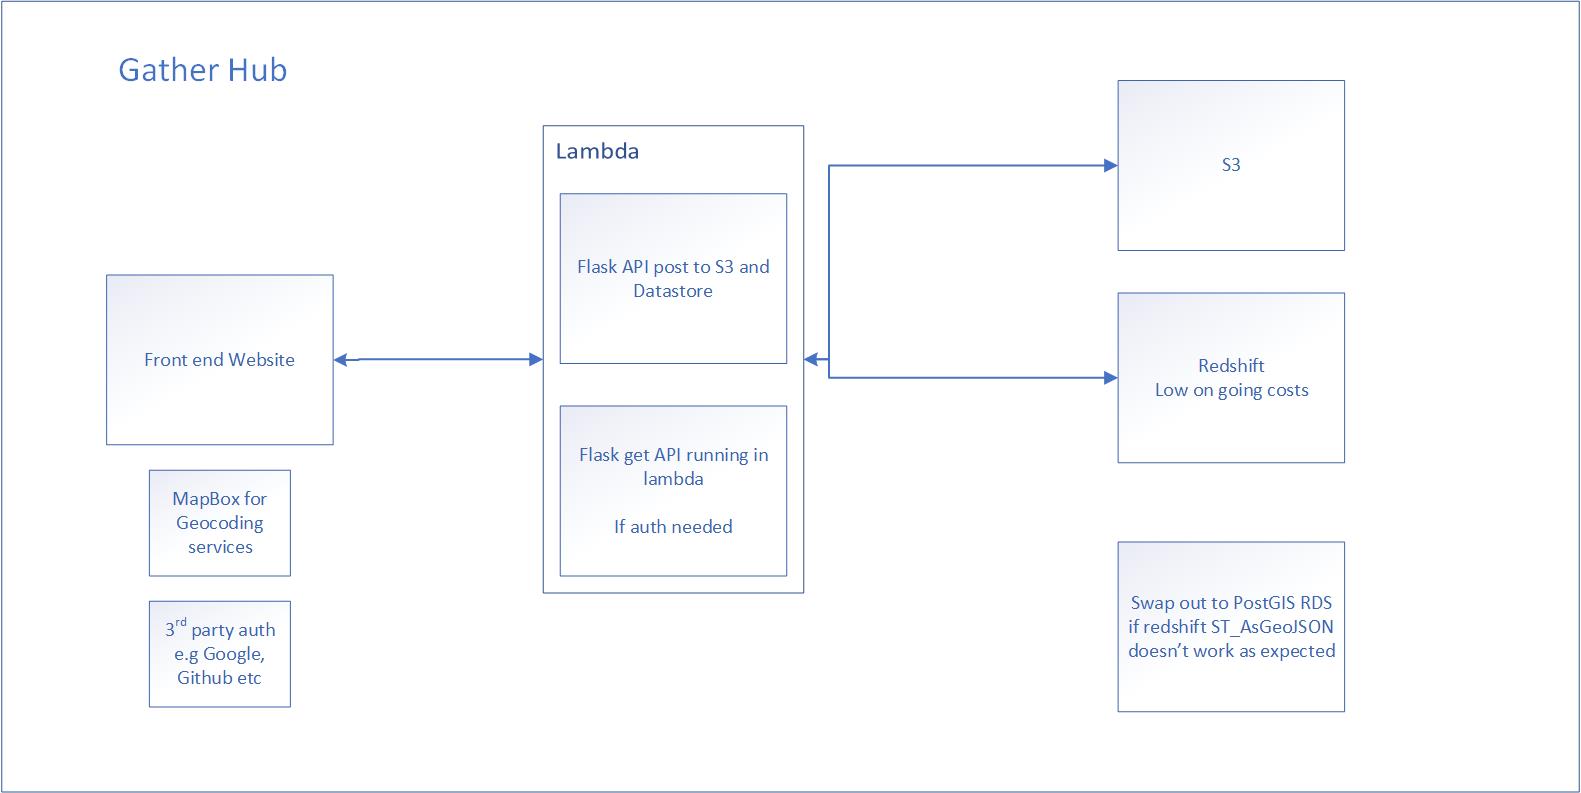 Gather Hub
Lambda
Flask API post to S3 and
Datastore
Flask get API running in
lambda
If auth needed
Front end Website
MapBox for
Geocoding
services
3rd party auth
e.g Google,
Github etc
S3
Redshift
Low on going costs
Swap out to PostGIS RDS
if redshift ST_AsGeoJSON
doesn’t work as expected